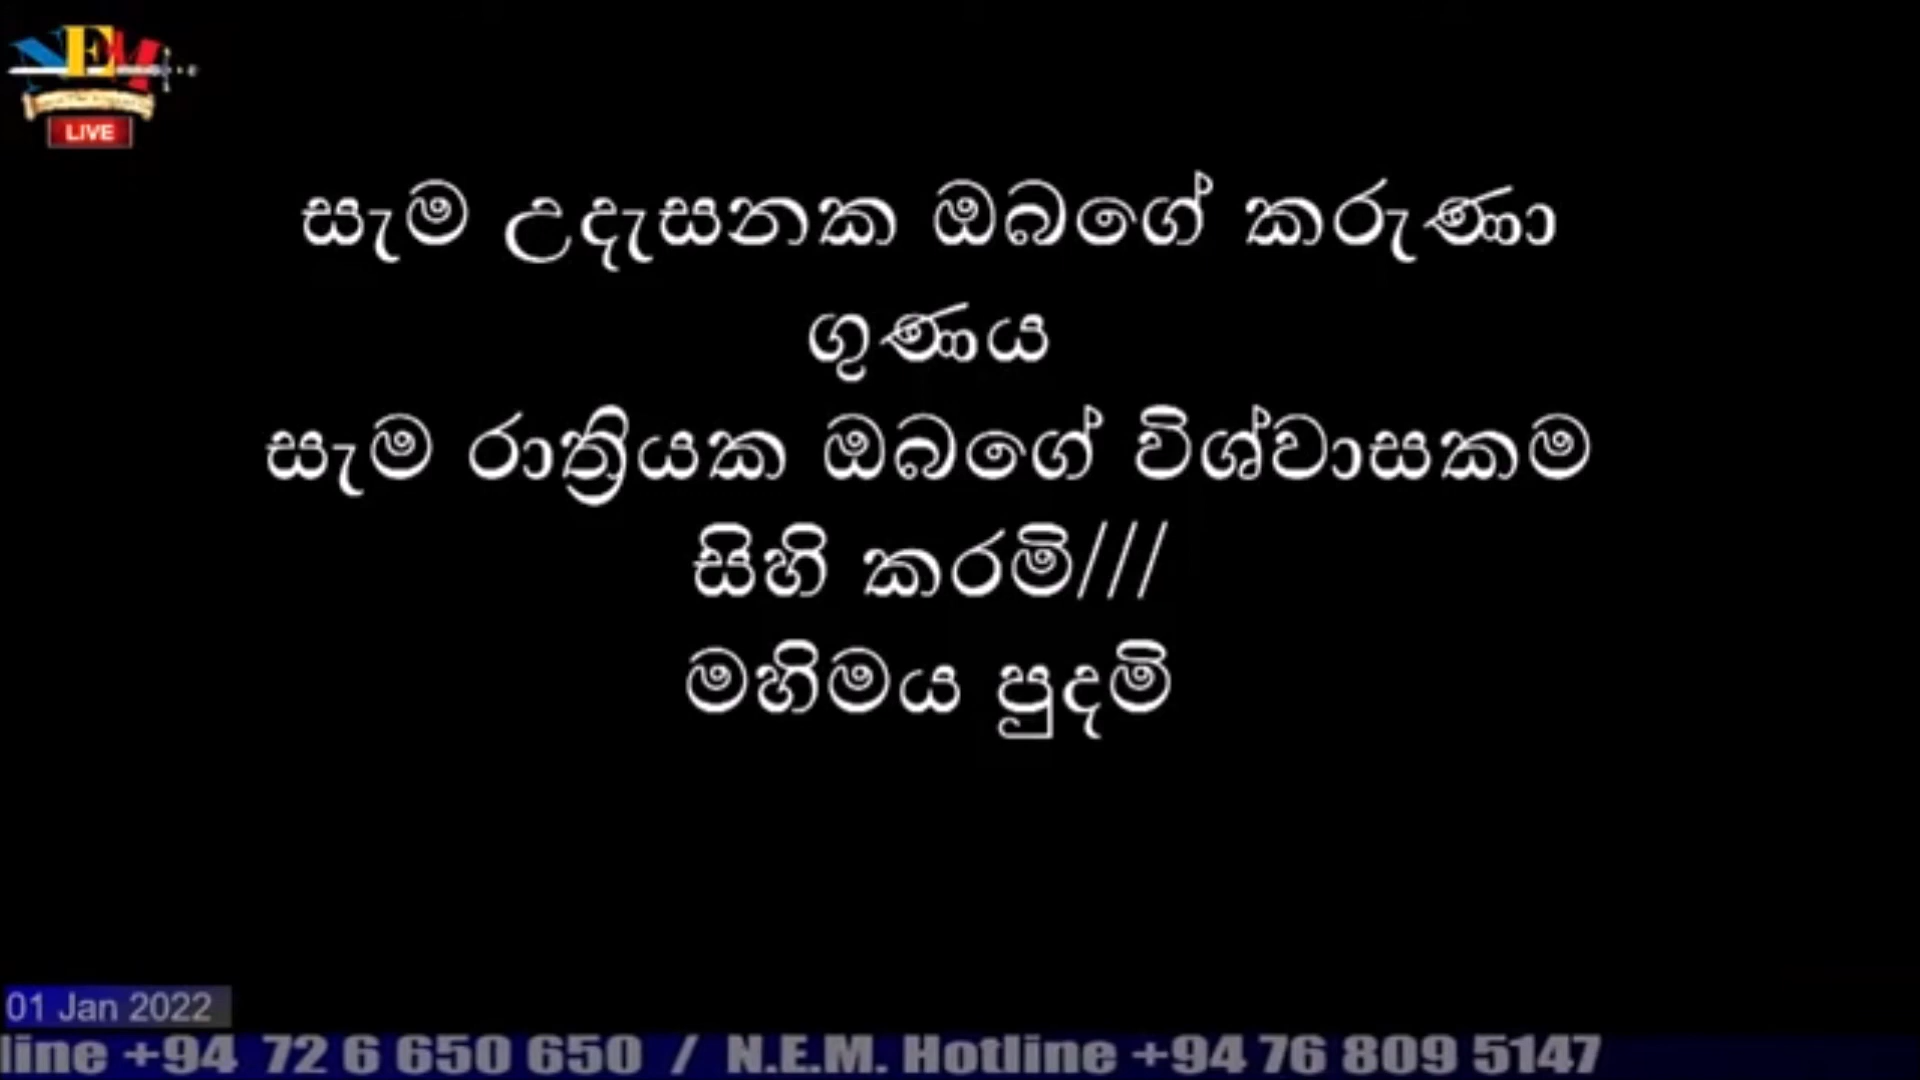 NEM
LIVE
සැම උදැසනක ඔබගේ කරුණා
ගුණය
සැම රාත්‍රියක ඔබගේ විශ්වාසකම
සිහි කරමි///
මහිමය පුදමි
01 Jan 2022
line +94 72 6 650 650 / N.E.M. Hotline +94 76 809 5147